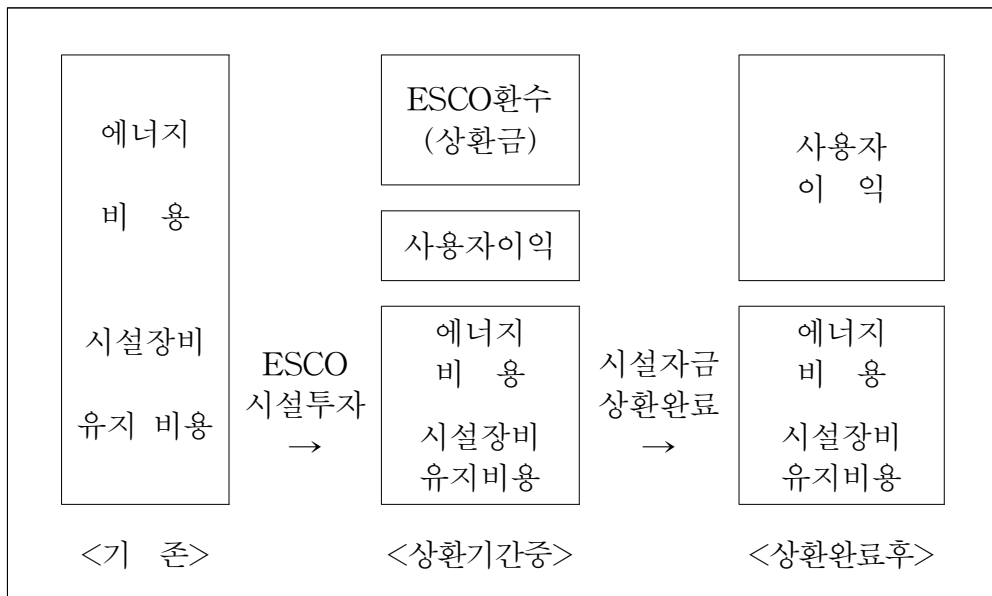 에너지
비 용
시설장비
유지 비용
<기 존>
ESCO
시설투자
→
ESCO환수
(상환금)
사용자이익
에너지
비 용
시설장비
유지비용
<상환기간중>
시설자금
상환완료
→
사용자
이 익
에너지
비 용
시설장비
유지비용
<상환완료후>